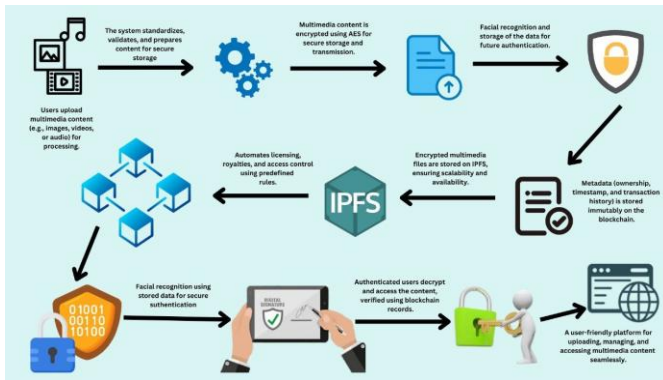 The system standardizes,
validates, and prepares
content for secure
storage
Multimedia content is
encrypted using AES for
secure storage and
transmission.
Facial recognition and
storage of the data for
future authentication.
Users upload
multimedia content
(e.g., images, videos,
or audio) for
processing.
Automates licensing,
royalties, and access control
using predefined
rules.
Encrypted multimedia
files are stored on IPFS,
ensuring scalability and
availability.
Metadata (ownership,
timestamp, and transaction
history) is stored
immutably on the
blockchain.
IPFS
Facial recognition using
stored data for secure
suthentication
Authenticated users decrypt
and access the content,
verified using blockchain
records.
01001
00110
10100
DIGITAL
SIGNATURE
A user-friendly platform for
uploading, managing, and
accessing multimedia content
seamlessly.